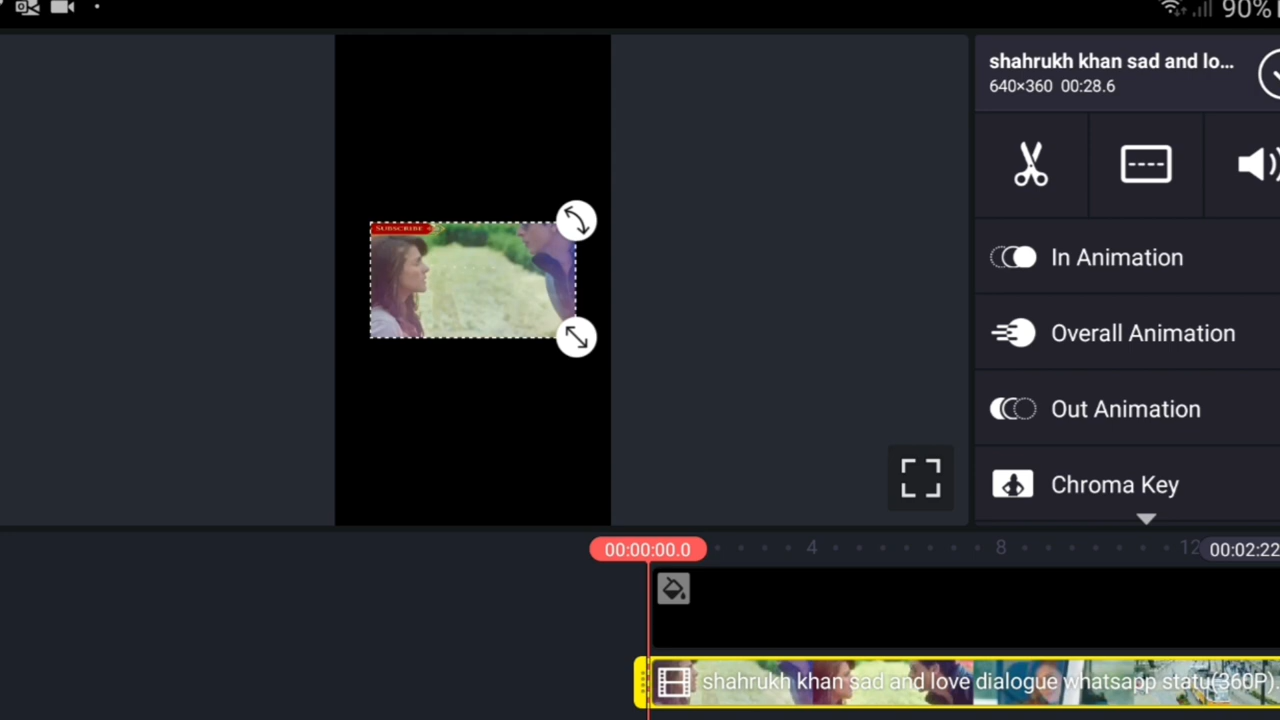 90%
shahrukh khan sad and lo...
640×360 00:28.6
SUBSCRIBE
In Animation
Overall Animation
Out Animation
Chroma Key
00:00:00.0
4
8
12
00:02:22
shahrukh khan sad and love dialogue whatsapp statu(360P).